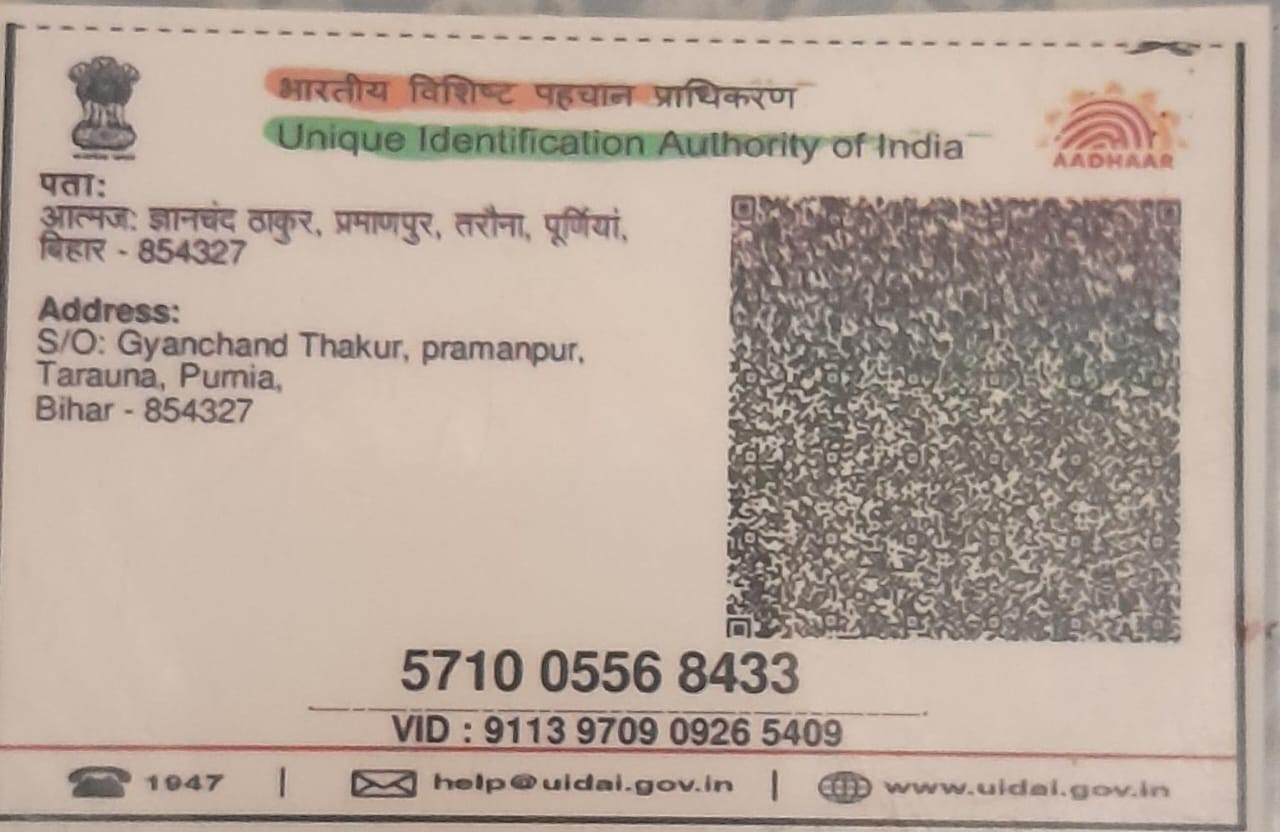 भारतीय विशिष्ट पहचान प्राधिकरण
Unique Identification Authority of India
AADHAAR
पता:
आत्मज: ज्ञानचंद ठाकुर, प्रमाणपुर, तरौना, पूर्णियां,
बिहार - 854327
Address:
S/O: Gyanchand Thakur, pramanpur,
Tarauna, Purnia,
Bihar - 854327
5710 0556 8433
VID : 9113 9709 0926 5409
1947 | help@uidai.gov.in | www.uidai.gov.in